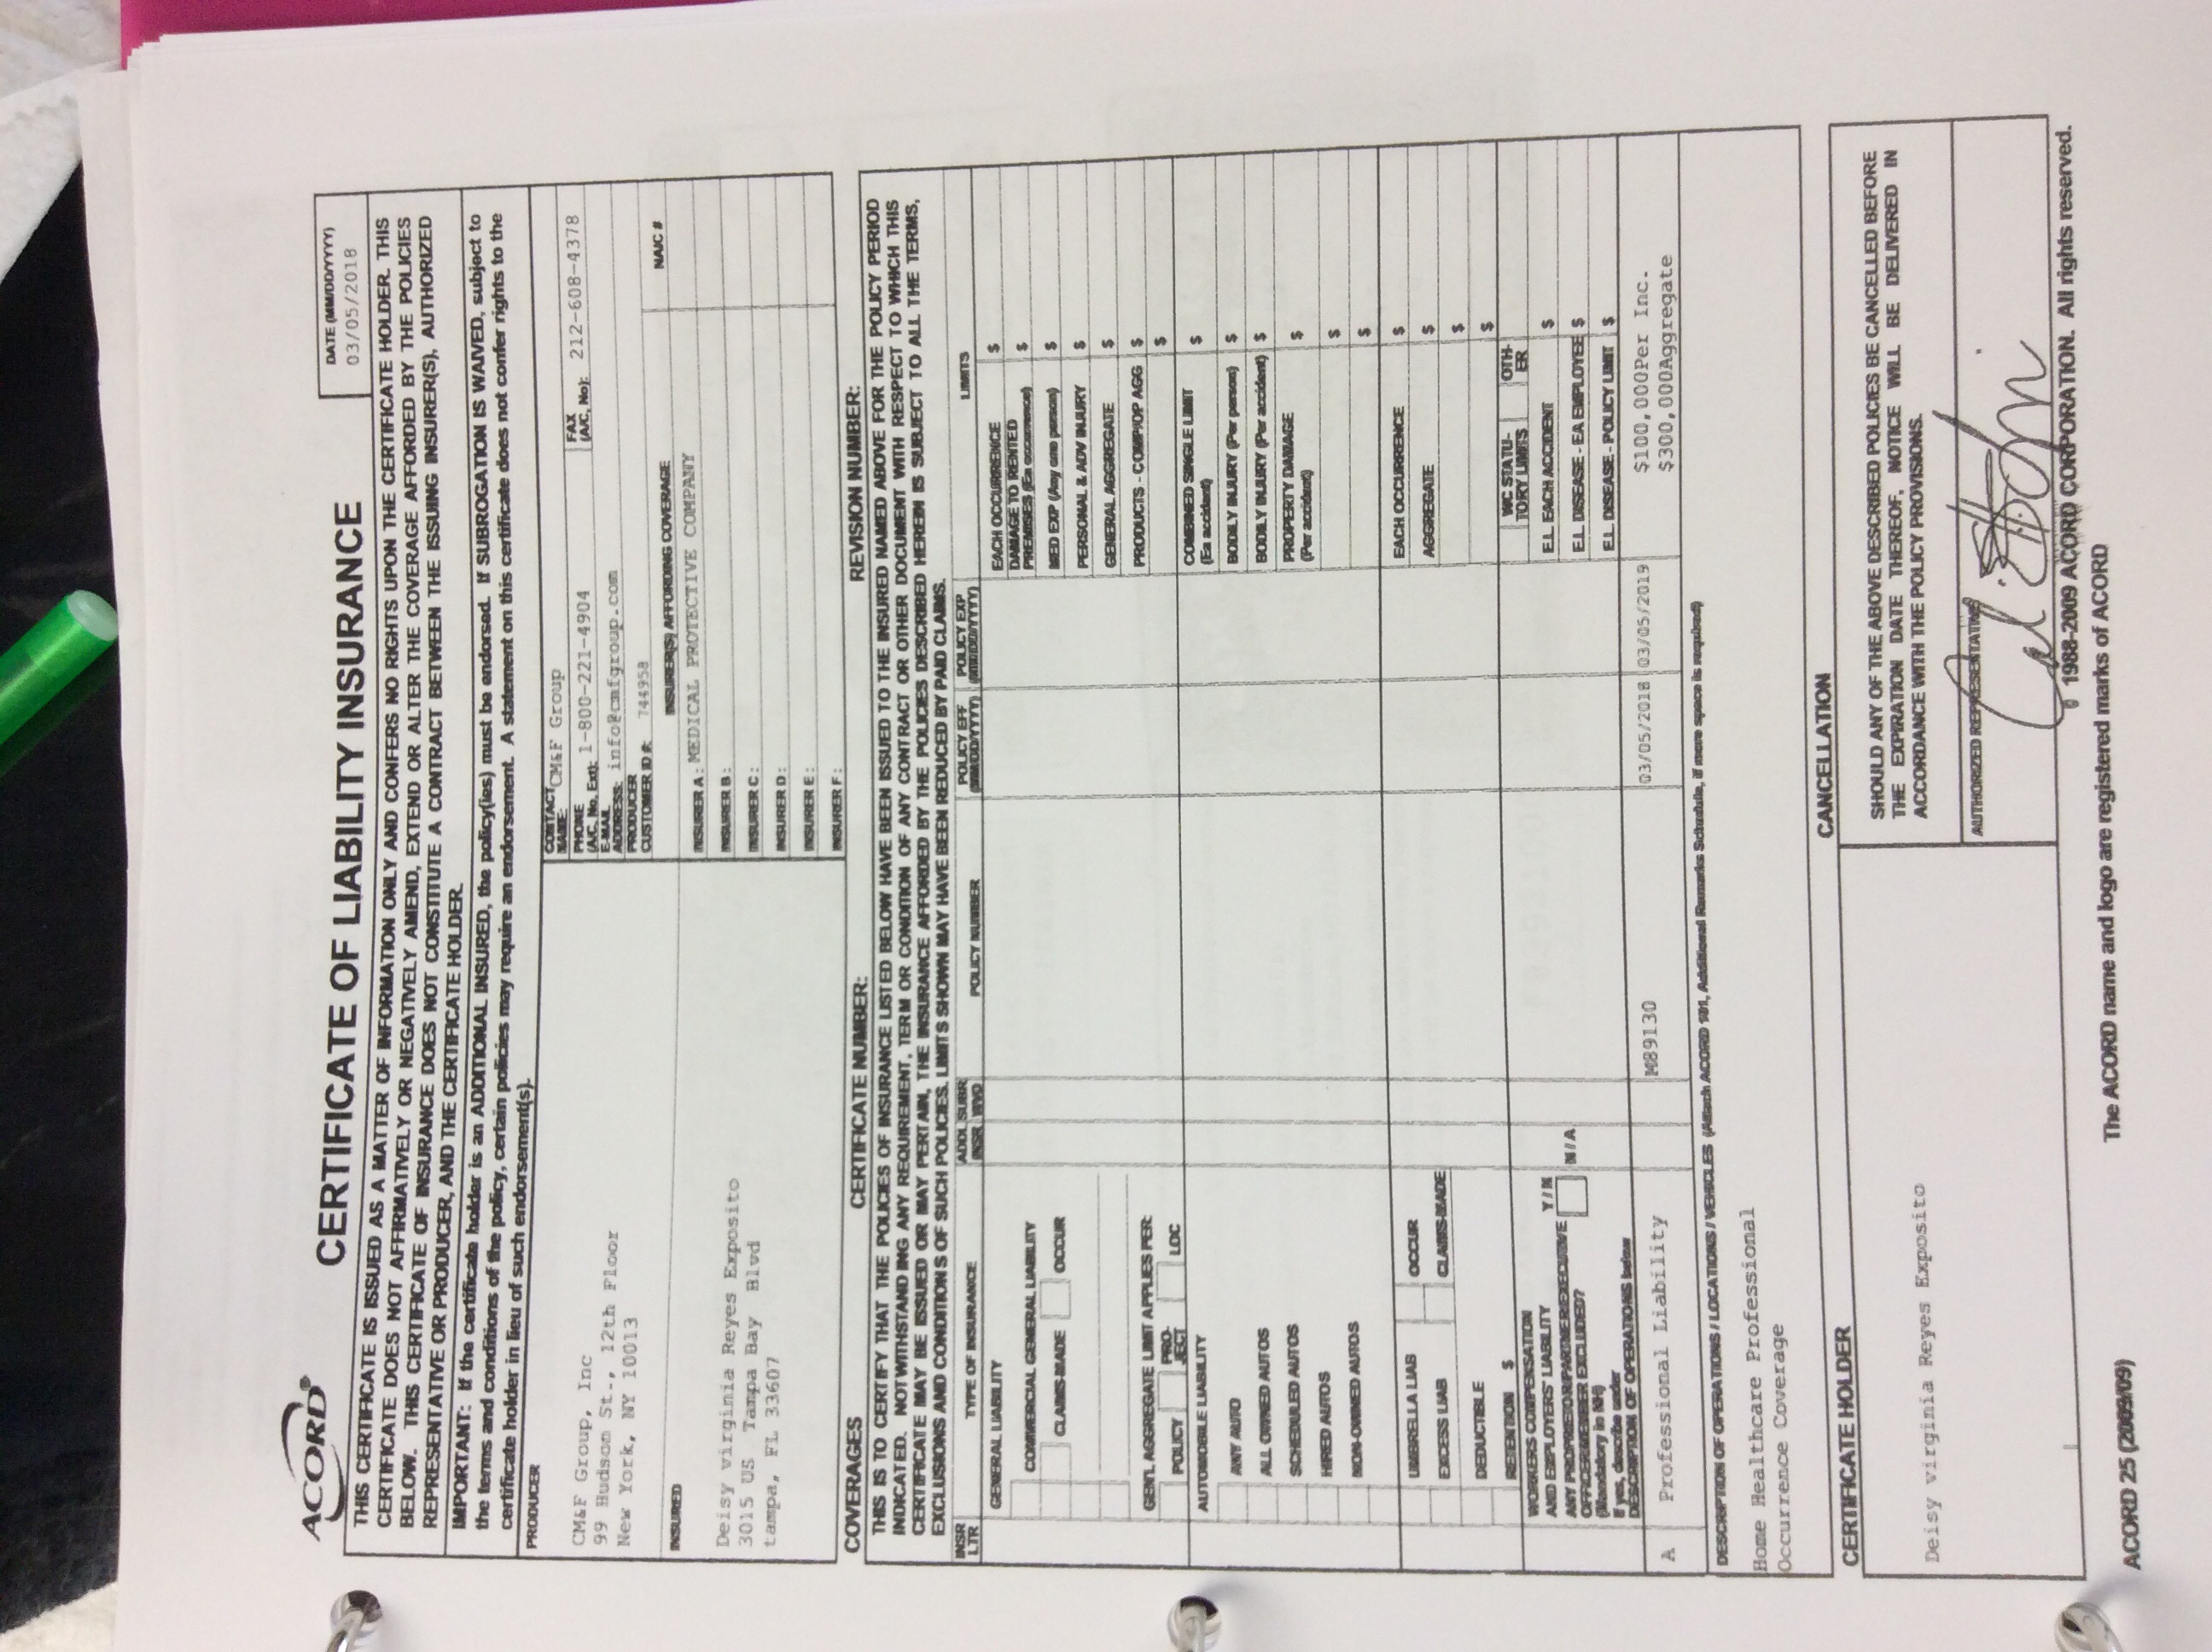 ACORD®
CERTIFICATE OF LIABILITY INSURANCE
DATE (MM/DD/YYYY)
03/05/2018
THIS CERTIFICATE IS ISSUED AS A MATTER OF INFORMATION ONLY AND CONFERS NO RIGHTS UPON THE CERTIFICATE HOLDER. THIS
CERTIFICATE DOES NOT AFFIRMATIVELY OR NEGATIVELY AMEND, EXTEND OR ALTER THE COVERAGE AFFORDED BY THE POLICIES
BELOW. THIS CERTIFICATE OF INSURANCE DOES NOT CONSTITUTE A CONTRACT BETWEEN THE ISSUING INSURER(S), AUTHORIZED
REPRESENTATIVE OR PRODUCER, AND THE CERTIFICATE HOLDER.
IMPORTANT: If the certificate holder is an ADDITIONAL INSURED, the policy(ies) must be endorsed. If SUBROGATION IS WAIVED, subject to
the terms and conditions of the policy, certain policies may require an endorsement. A statement on this certificate does not confer rights to the
certificate holder in lieu of such endorsement(s).
PRODUCER
CM&F Group, Inc
99 Hudson St., 12th Floor
New York, NY 10013
CONTACT NAME: CM&F Group
PHONE (A/C, No, Ext): 1-800-221-4904
FAX (A/C, No): 212-608-4378
E-MAIL ADDRESS: info@cmfgroup.com
PRODUCER CUSTOMER ID #: 744958
INSURER(S) AFFORDING COVERAGE
NAIC #
INSURED
Deisy virginia Reyes Exposito
3015 US Tampa Bay Blvd
tampa, FL 33607
INSURER A : MEDICAL PROTECTIVE COMPANY
INSURER B :
INSURER C :
INSURER D :
INSURER E :
INSURER F :
COVERAGES
CERTIFICATE NUMBER:
REVISION NUMBER:
THIS IS TO CERTIFY THAT THE POLICIES OF INSURANCE LISTED BELOW HAVE BEEN ISSUED TO THE INSURED NAMED ABOVE FOR THE POLICY PERIOD
INDICATED. NOTWITHSTANDING ANY REQUIREMENT, TERM OR CONDITION OF ANY CONTRACT OR OTHER DOCUMENT WITH RESPECT TO WHICH THIS
CERTIFICATE MAY BE ISSUED OR MAY PERTAIN, THE INSURANCE AFFORDED BY THE POLICIES DESCRIBED HEREIN IS SUBJECT TO ALL THE TERMS,
EXCLUSIONS AND CONDITIONS OF SUCH POLICIES. LIMITS SHOWN MAY HAVE BEEN REDUCED BY PAID CLAIMS.
INSR LTR
TYPE OF INSURANCE
ADDL INSR
SUBR WVD
POLICY NUMBER
POLICY EFF (MM/DD/YYYY)
POLICY EXP (MM/DD/YYYY)
LIMITS
GENERAL LIABILITY
COMMERCIAL GENERAL LIABILITY
CLAIMS-MADE
OCCUR
GEN'L AGGREGATE LIMIT APPLIES PER:
POLICY
PRO-JECT
LOC
EACH OCCURRENCE $
DAMAGE TO RENTED PREMISES (Ea occurrence) $
MED EXP (Any one person) $
PERSONAL & ADV INJURY $
GENERAL AGGREGATE $
PRODUCTS - COMP/OP AGG $
$
AUTOMOBILE LIABILITY
ANY AUTO
ALL OWNED AUTOS
SCHEDULED AUTOS
HIRED AUTOS
NON-OWNED AUTOS
COMBINED SINGLE LIMIT (Ea accident) $
BODILY INJURY (Per person) $
BODILY INJURY (Per accident) $
PROPERTY DAMAGE (Per accident) $
$
$
UMBRELLA LIAB
OCCUR
EXCESS LIAB
CLAIMS-MADE
DEDUCTIBLE
RETENTION $
EACH OCCURRENCE $
AGGREGATE $
$
$
WORKERS COMPENSATION
AND EMPLOYERS' LIABILITY
Y / N
ANY PROPRIETOR/PARTNER/EXECUTIVE
OFFICER/MEMBER EXCLUDED?
N / A
(Mandatory in NH)
If yes, describe under
DESCRIPTION OF OPERATIONS below
WC STATU-TORY LIMITS
OTH-ER
E.L. EACH ACCIDENT $
E.L. DISEASE - EA EMPLOYEE $
E.L. DISEASE - POLICY LIMIT $
A Professional Liability M89130 03/05/2018 03/05/2019 $100,000Per Inc.
$300,000Aggregate
DESCRIPTION OF OPERATIONS / LOCATIONS / VEHICLES (Attach ACORD 101, Additional Remarks Schedule, if more space is required)
Home Healthcare Professional
Occurrence Coverage
CERTIFICATE HOLDER
CANCELLATION
Deisy virginia Reyes Exposito
SHOULD ANY OF THE ABOVE DESCRIBED POLICIES BE CANCELLED BEFORE
THE EXPIRATION DATE THEREOF, NOTICE WILL BE DELIVERED IN
ACCORDANCE WITH THE POLICY PROVISIONS.
AUTHORIZED REPRESENTATIVE
© 1988-2009 ACORD CORPORATION. All rights reserved.
ACORD 25 (2009/09)
The ACORD name and logo are registered marks of ACORD